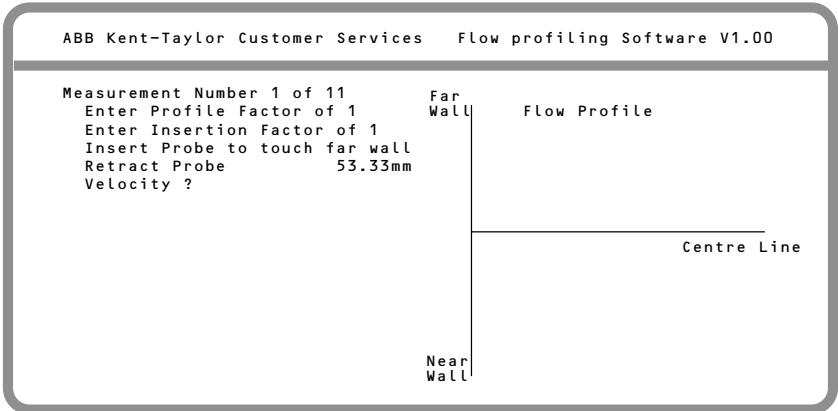 ABB Kent-Taylor Customer Services Flow profiling Software V1.00
Measurement Number 1 of 11
Enter Profile Factor of 1
Enter Insertion Factor of 1
Insert Probe to touch far wall
Retract Probe 53.33mm
Velocity ?
Far
Wall
Flow Profile
Centre Line
Near
Wall